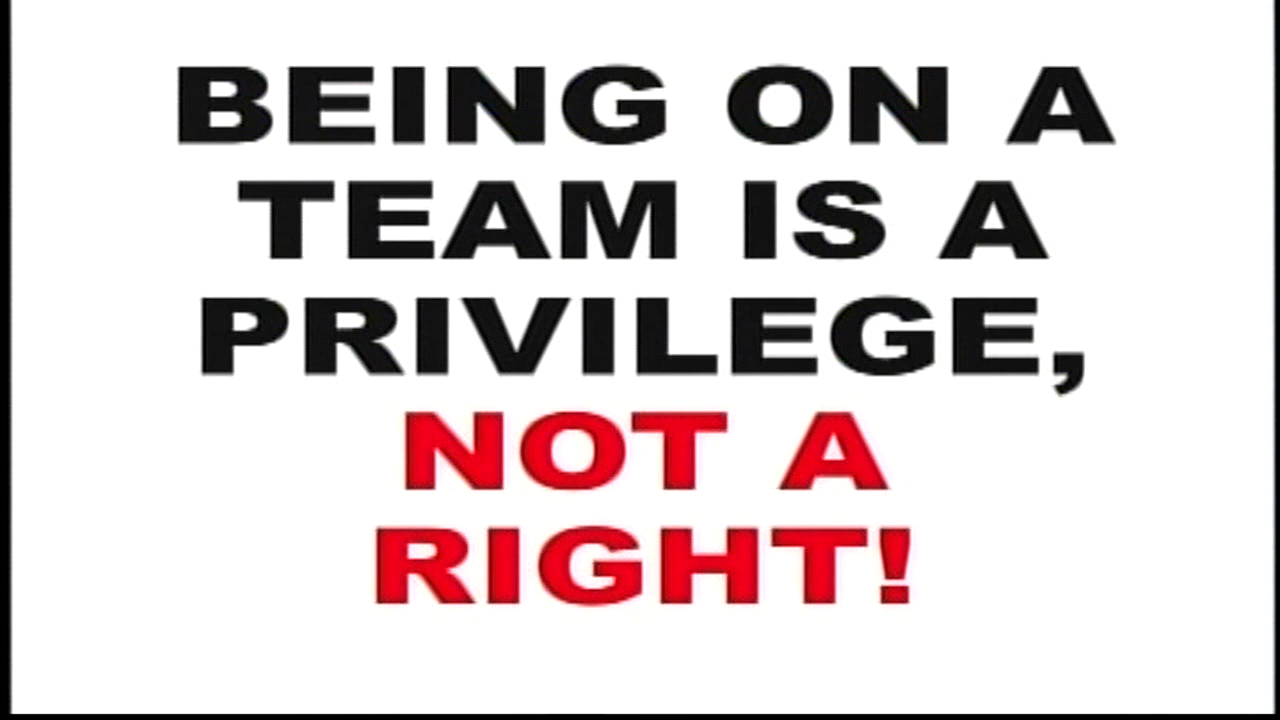 BEING ON A
TEAM IS A
PRIVILEGE,
NOT A
RIGHT!